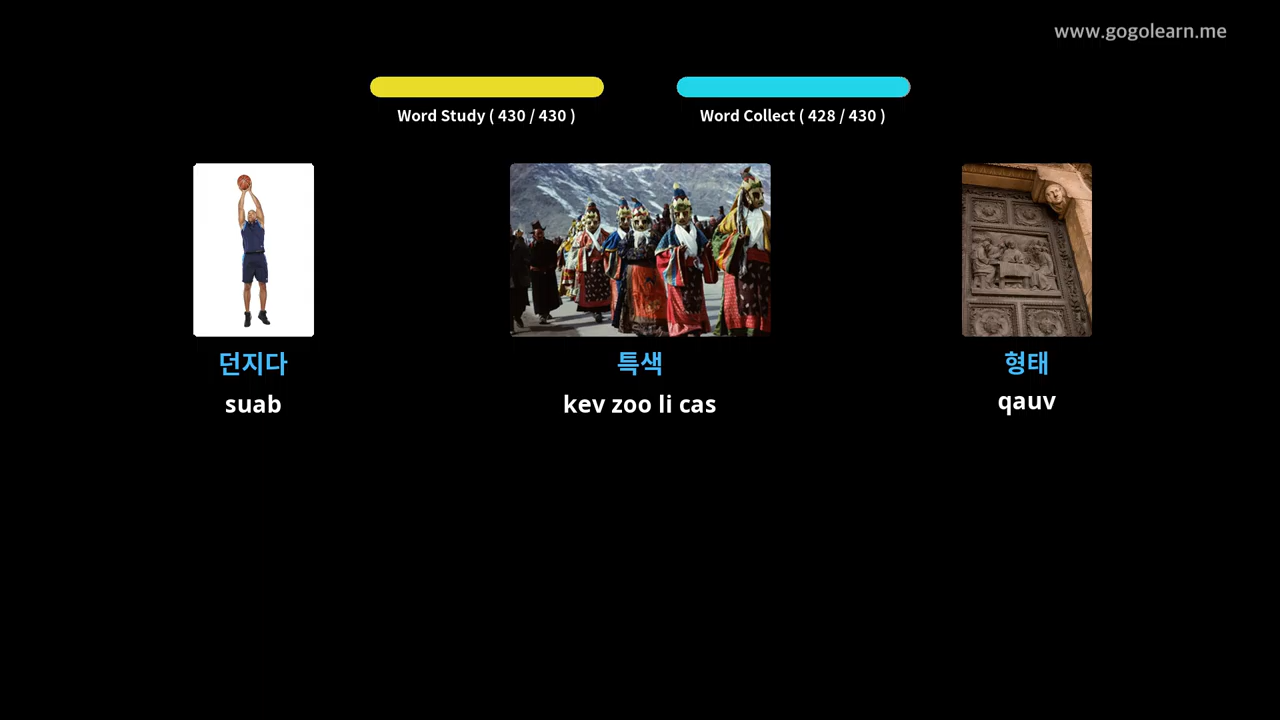 www.gogolearn.me
Word Study ( 430 / 430 )
Word Collect ( 428 / 430 )
던지다
특색
형태
suab
kev zoo li cas
qauv